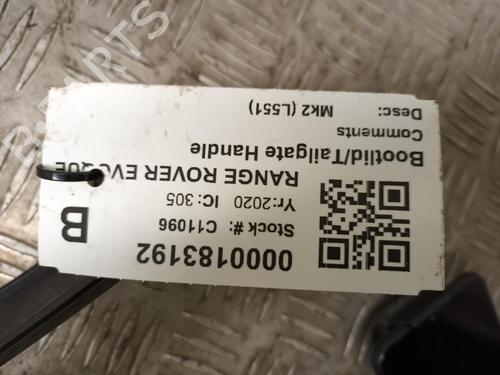 0000183192
Stock #: C11096
B
Yr:2020 IC: 305
RANGE ROVER EVOQUE
Bootlid/Tailgate Handle
Comments
Desc: Mk2 (L551)